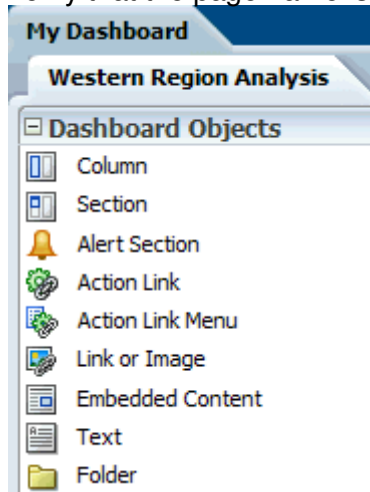 My Dashboard
Western Region Analysis
Dashboard Objects
Column
Section
Alert Section
Action Link
Action Link Menu
Link or Image
Embedded Content
Text
Folder